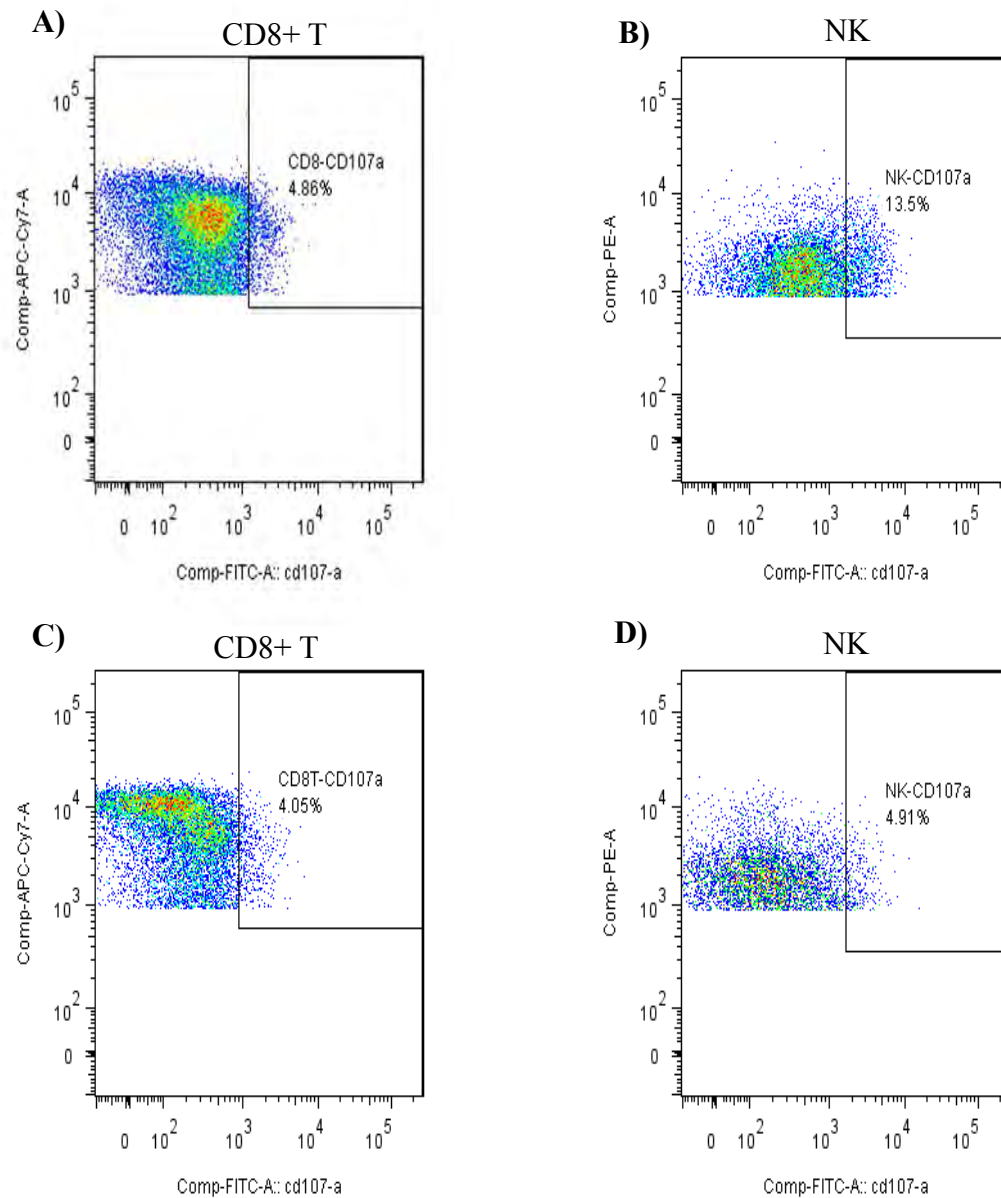 A)
CD8+ T
10^5
10^4
10^3
10^2
0
Comp-APC-Cy7-A
CD8-CD107a
4.86%
0 10^2 10^3 10^4 10^5
Comp-FITC-A:: cd107-a
B)
NK
10^5
10^4
10^3
10^2
0
Comp-PE-A
NK-CD107a
13.5%
0 10^2 10^3 10^4 10^5
Comp-FITC-A:: cd107-a
C)
CD8+ T
10^5
10^4
10^3
10^2
0
Comp-APC-Cy7-A
CD8T-CD107a
4.05%
0 10^2 10^3 10^4 10^5
Comp-FITC-A:: cd107-a
D)
NK
10^5
10^4
10^3
10^2
0
Comp-PE-A
NK-CD107a
4.91%
0 10^2 10^3 10^4 10^5
Comp-FITC-A:: cd107-a